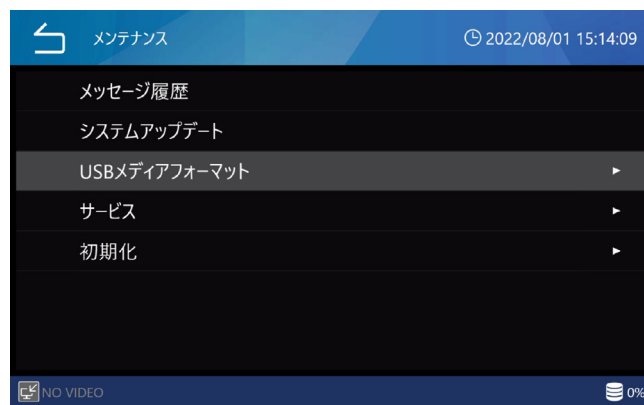 メンテナンス
2022/08/01 15:14:09
メッセージ履歴
システムアップデート
USBメディアフォーマット
サービス
初期化
NO VIDEO
0%